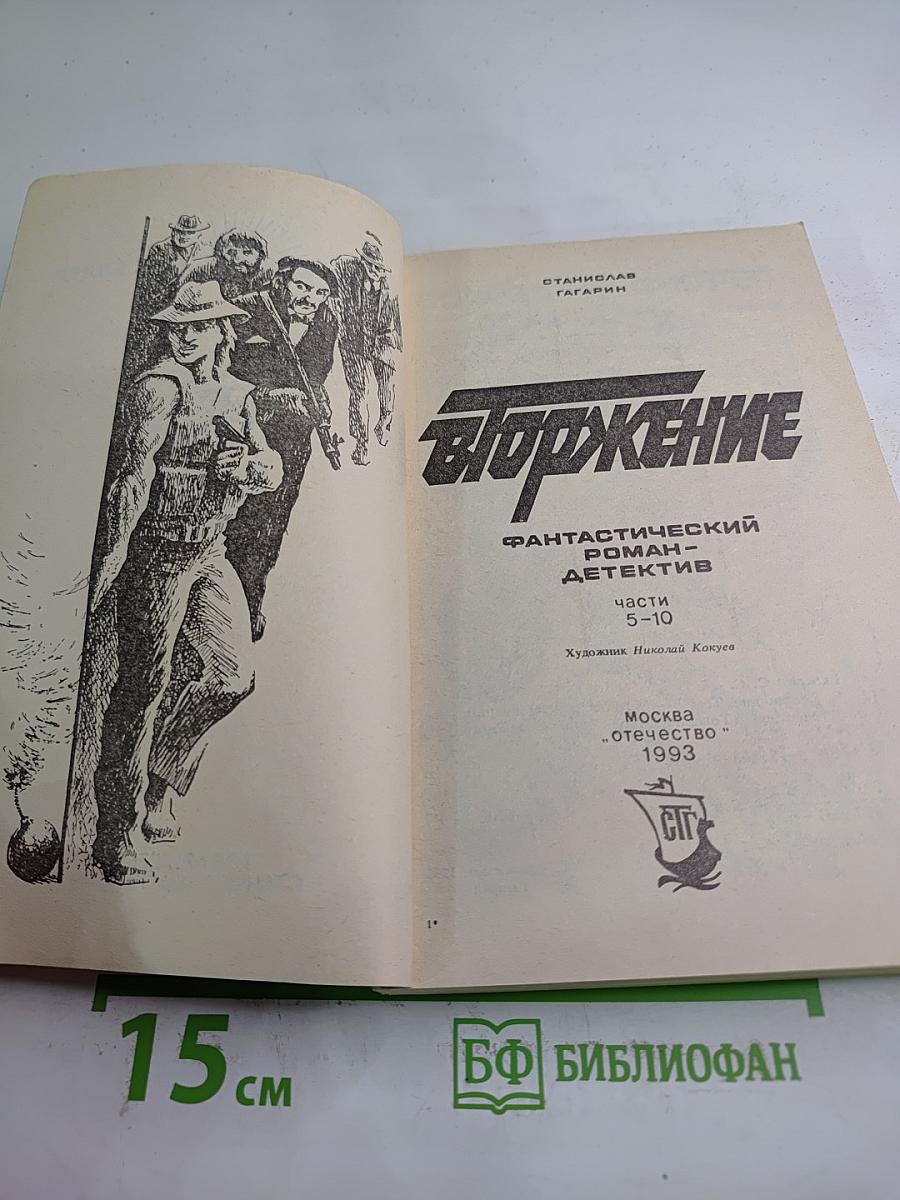 СТАНИСЛАВ
ГАГАРИН
ВТОРЖЕНИЕ
ФАНТАСТИЧЕСКИЙ
РОМАН-
ДЕТЕКТИВ
части
5-10
Художник Николай Кокуев
москва
„отечество"
1993
СТГ
1*
15 см
БФ БИБЛИОФАН